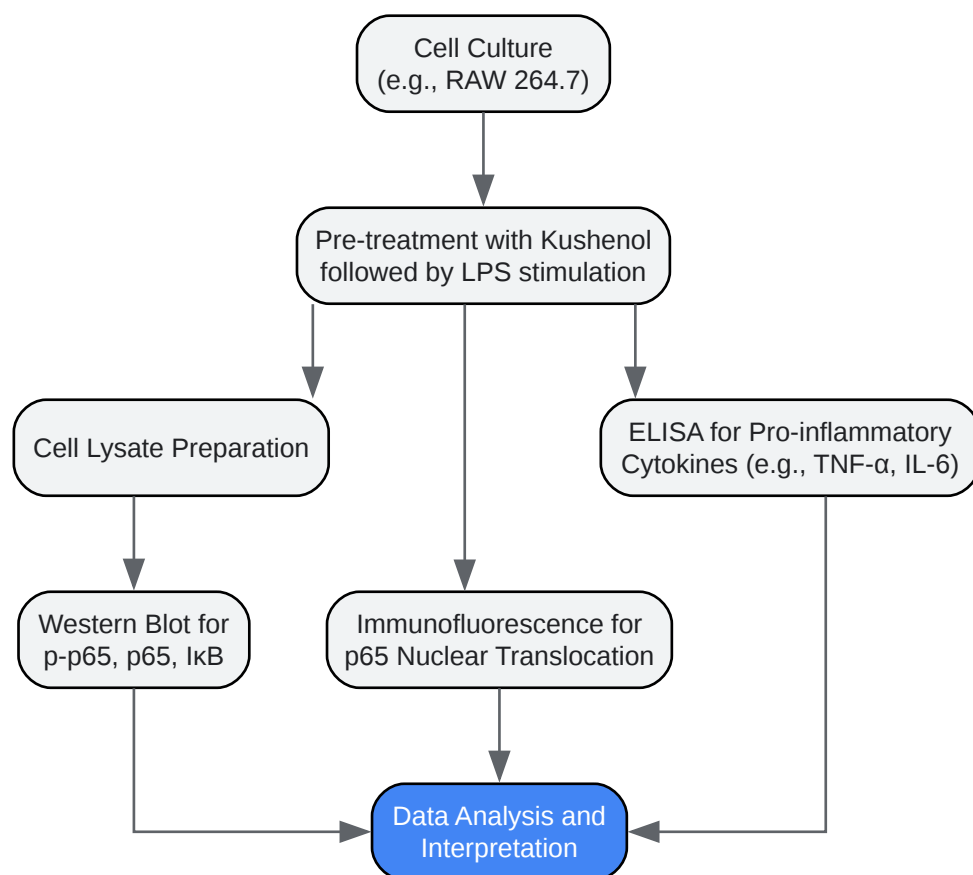 Cell Culture
(e.g., RAW 264.7)
Pre-treatment with Kushenol
followed by LPS stimulation
Cell Lysate Preparation
ELISA for Pro-inflammatory
Cytokines (e.g., TNF-α, IL-6)
Western Blot for
p-p65, p65, IκB
Immunofluorescence for
p65 Nuclear Translocation
Data Analysis and
Interpretation